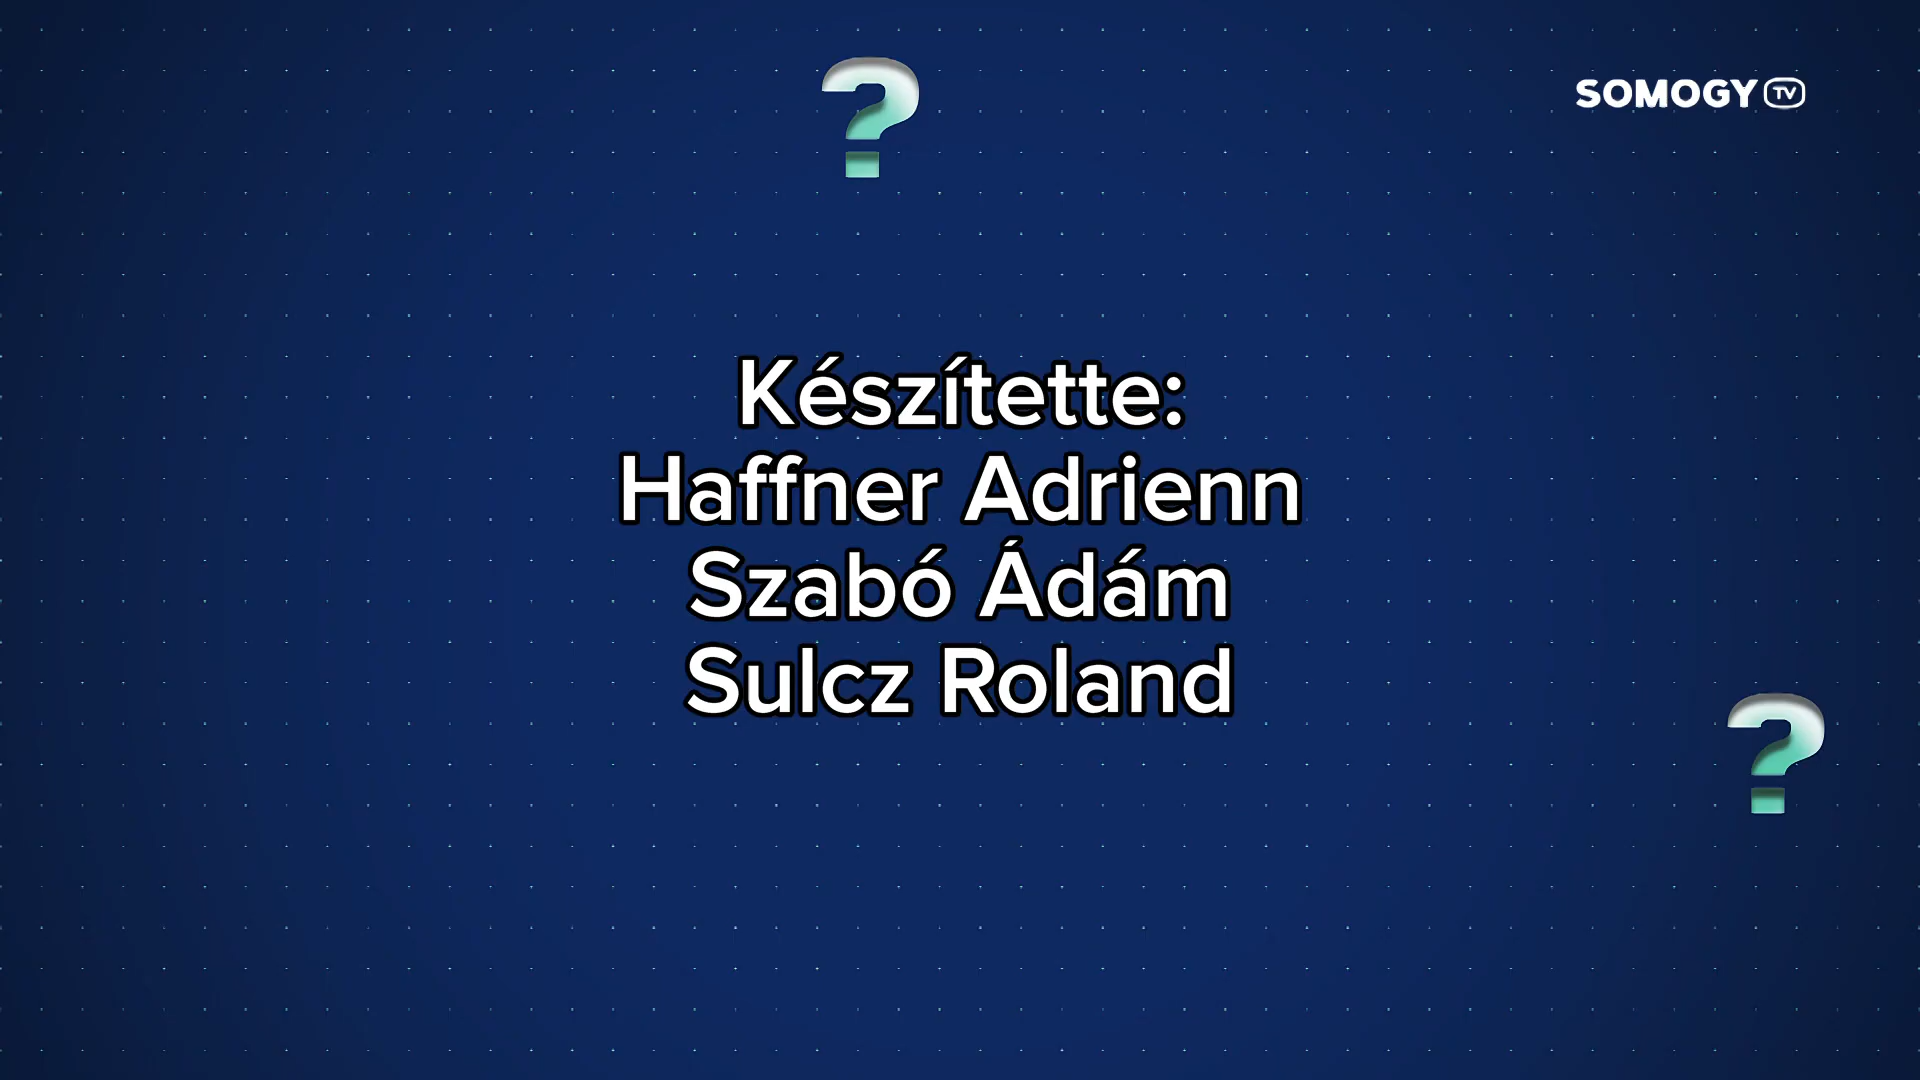 SOMOGY TV
?
Készítette:
Haffner Adrienn
Szabó Ádám
Sulcz Roland
?